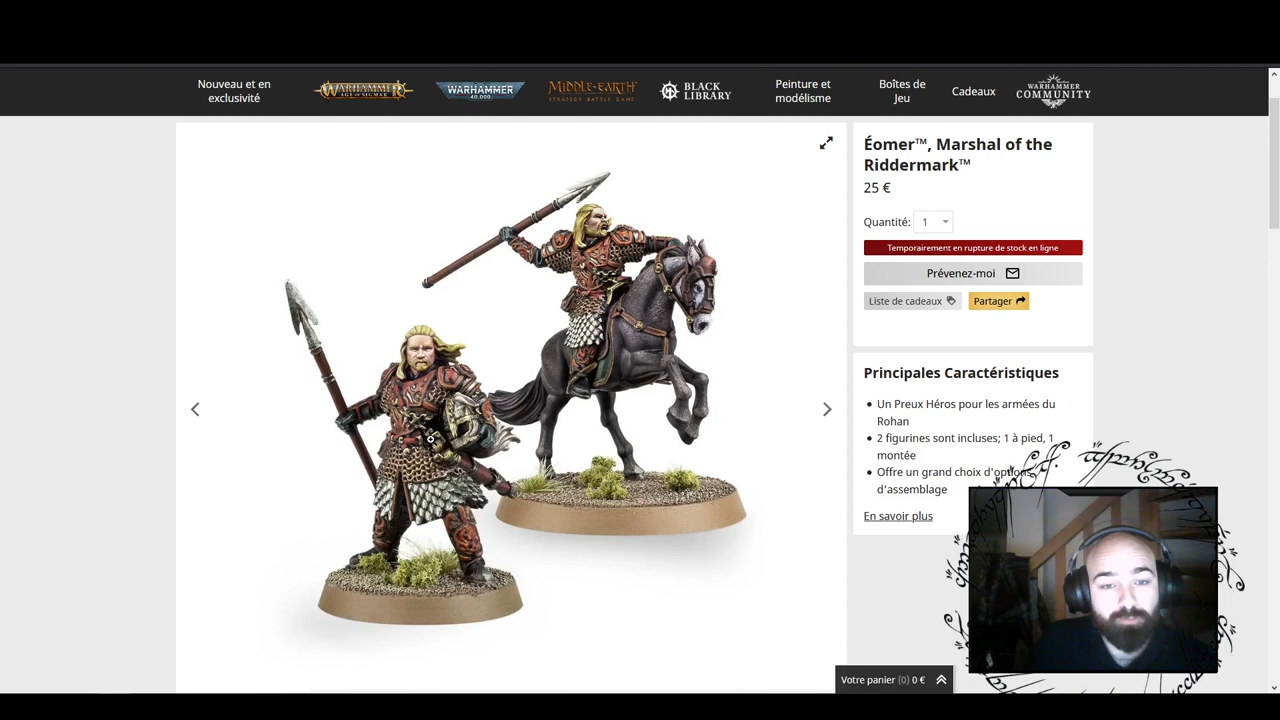 Nouveau et en
exclusivité
WARHAMMER
AGE OF SIGMAR
WARHAMMER
40,000
MIDDLE-EARTH
STRATEGY BATTLE GAME
BLACK
LIBRARY
Peinture et
modélisme
Boîtes de
Jeu
Cadeaux
WARHAMMER
COMMUNITY
Éomer™, Marshal of the
Riddermark™
25 €
Quantité: 1
Temporairement en rupture de stock en ligne
Prévenez-moi
Liste de cadeaux
Partager
Principales Caractéristiques
• Un Preux Héros pour les armées du
Rohan
• 2 figurines sont incluses; 1 à pied, 1
montée
• Offre un grand choix d'options
d'assemblage
En savoir plus
Votre panier (0) 0 €